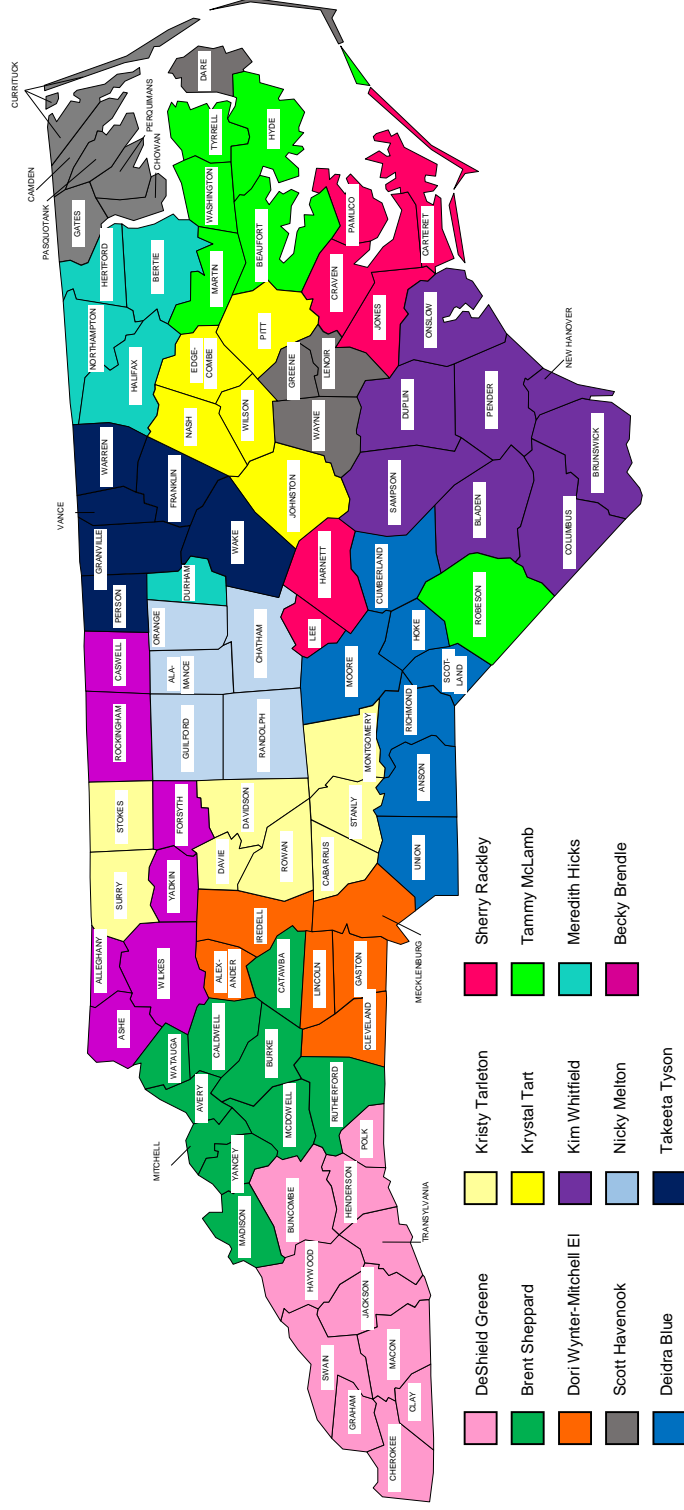 CHEROKEE
GRAHAM
CLAY
SWAIN
MACON
JACKSON
HAYWOOD
TRANSYLVANIA
BUNCOMBE
HENDERSON
POLK
MADISON
YANCEY
MITCHELL
AVERY
MCDOWELL
RUTHERFORD
WATAUGA
CALDWELL
BURKE
CLEVELAND
ASHE
ALLEGHANY
WILKES
ALEX-
ANDER
CATAWBA
LINCOLN
GASTON
IREDELL
MECKLENBURG
SURRY
YADKIN
DAVIE
ROWAN
CABARRUS
STOKES
FORSYTH
DAVIDSON
STANLY
UNION
MONTGOMERY
ANSON
ROCKINGHAM
GUILFORD
RANDOLPH
RICHMOND
CASWELL
ALA-
MANCE
ORANGE
CHATHAM
MOORE
SCOT-
LAND
HOKE
PERSON
DURHAM
LEE
GRANVILLE
VANCE
WAKE
HARNETT
CUMBERLAND
ROBESON
WARREN
FRANKLIN
JOHNSTON
SAMPSON
BLADEN
COLUMBUS
NASH
WILSON
WAYNE
DUPLIN
PENDER
BRUNSWICK
NEW HANOVER
NORTHAMPTON
HALIFAX
EDGE-
COMBE
PITT
GREENE
LENOIR
JONES
ONSLOW
HERTFORD
BERTIE
MARTIN
BEAUFORT
CRAVEN
PAMLICO
CARTERET
GATES
PASQUOTANK
CAMDEN
CURRITUCK
PERQUIMANS
CHOWAN
WASHINGTON
TYRRELL
DARE
HYDE
DeShield Greene
Brent Sheppard
Dori Wynter-Mitchell El
Scott Havenook
Deidra Blue
Kristy Tarleton
Krystal Tart
Kim Whitfield
Nicky Melton
Takeeta Tyson
Sherry Rackley
Tammy McLamb
Meredith Hicks
Becky Brendle